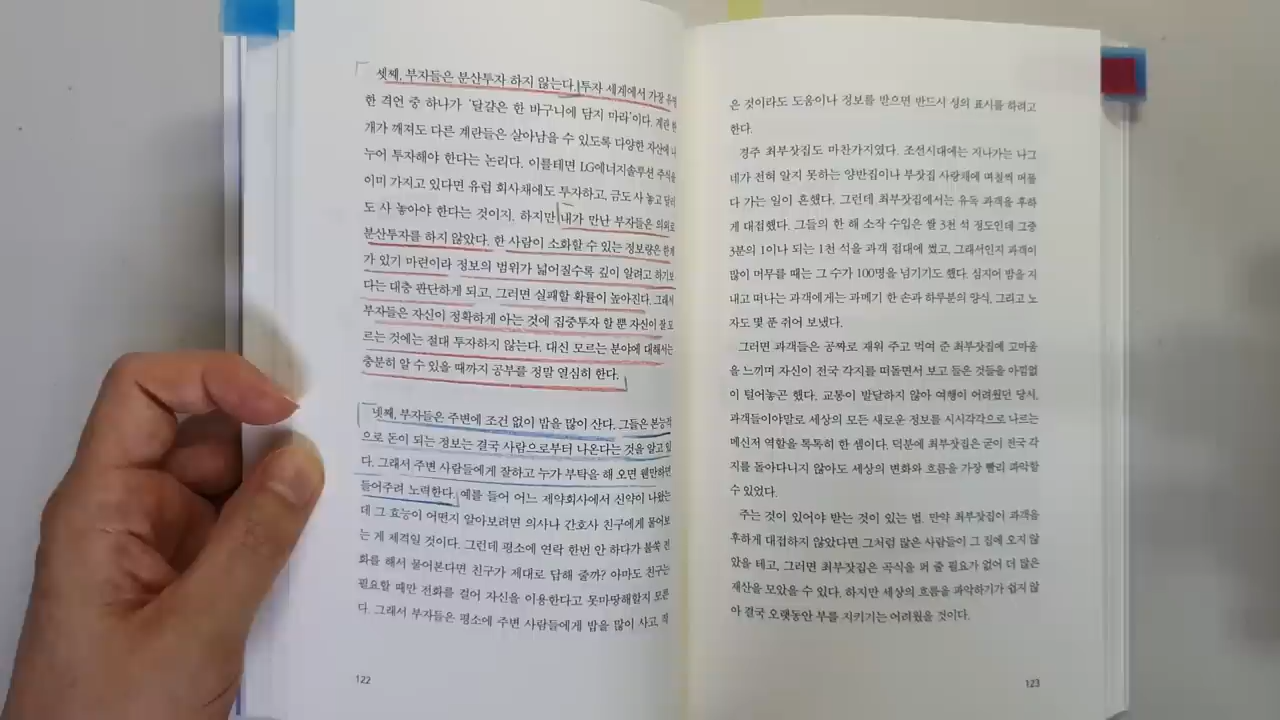 셋째, 부자들은 분산투자 하지 않는다. 투자 세계에서 가장
한 격언 중 하나가 '달걀은 한 바구니에 담지 마라'이다. 계란 한
개가 깨져도 다른 계란들은 살아남을 수 있도록 다양한 자산에
누어 투자해야 한다는 논리다. 이를테면 LG에너지솔루션 주식을
이미 가지고 있다면 유럽 회사채에도 투자하고, 금도 사 놓고 달러
도 사 놓아야 한다는 것이지. 하지만 내가 만난 부자들은 의외로
분산투자를 하지 않았다. 한 사람이 소화할 수 있는 정보량은 한계
가 있기 마련이라 정보의 범위가 넓어질수록 깊이 알려고 하기보
다는 대충 판단하게 되고, 그러면 실패할 확률이 높아진다. 그래서
부자들은 자신이 정확하게 아는 것에 집중투자 할 뿐 자신이 잘 모
르는 것에는 절대 투자하지 않는다. 대신 모르는 분야에 대해서는
충분히 알 수 있을 때까지 공부를 정말 열심히 한다.
넷째, 부자들은 주변에 조건 없이 밥을 많이 산다. 그들은 본능적
으로 돈이 되는 정보는 결국 사람으로부터 나온다는 것을 알고 있
다. 그래서 주변 사람들에게 잘하고 누가 부탁을 해 오면 웬만하면
들어주려 노력한다. 예를 들어 어느 제약회사에서 신약이 나왔는
데 그 효능이 어떤지 알아보려면 의사나 간호사 친구에게 물어보
는 게 제격일 것이다. 그런데 평소에 연락 한번 안 하다가 불쑥 전
화를 해서 물어본다면 친구가 제대로 답해 줄까? 아마도 친구는
필요할 때만 전화를 걸어 자신을 이용한다고 못마땅해할지 모른
다. 그래서 부자들은 평소에 주변 사람들에게 밥을 많이 사고, 작
122
은 것이라도 도움이나 정보를 받으면 반드시 성의 표시를 하려고
한다.
경주 최부잣집도 마찬가지였다. 조선시대에는 지나가는 나그
네가 전혀 알지 못하는 양반집이나 부잣집 사랑채에 며칠씩 머물
다 가는 일이 흔했다. 그런데 최부잣집에서는 유독 과객을 후하
게 대접했다. 그들의 한 해 소작 수입은 쌀 3천 석 정도인데 그중
3분의 1이나 되는 1천 석을 과객 접대에 썼고, 그래서인지 과객이
많이 머무를 때는 그 수가 100명을 넘기기도 했다. 심지어 밤을 지
내고 떠나는 과객에게는 과메기 한 손과 하루분의 양식, 그리고 노
자도 몇 푼 쥐어 보냈다.
그러면 과객들은 공짜로 재워 주고 먹여 준 최부잣집에 고마움
을 느끼며 자신이 전국 각지를 떠돌면서 보고 들은 것들을 아낌없
이 털어놓곤 했다. 교통이 발달하지 않아 여행이 어려웠던 당시,
과객들이야말로 세상의 모든 새로운 정보를 시시각각으로 나르는
메신저 역할을 톡톡히 한 셈이다. 덕분에 최부잣집은 굳이 전국 각
지를 돌아다니지 않아도 세상의 변화와 흐름을 가장 빨리 파악할
수 있었다.
주는 것이 있어야 받는 것이 있는 법. 만약 최부잣집이 과객을
후하게 대접하지 않았다면 그처럼 많은 사람들이 그 집에 오지 않
았을 테고, 그러면 최부잣집은 곡식을 퍼 줄 필요가 없어 더 많은
재산을 모았을 수 있다. 하지만 세상의 흐름을 파악하기가 쉽지 않
아 결국 오랫동안 부를 지키기는 어려웠을 것이다.
123